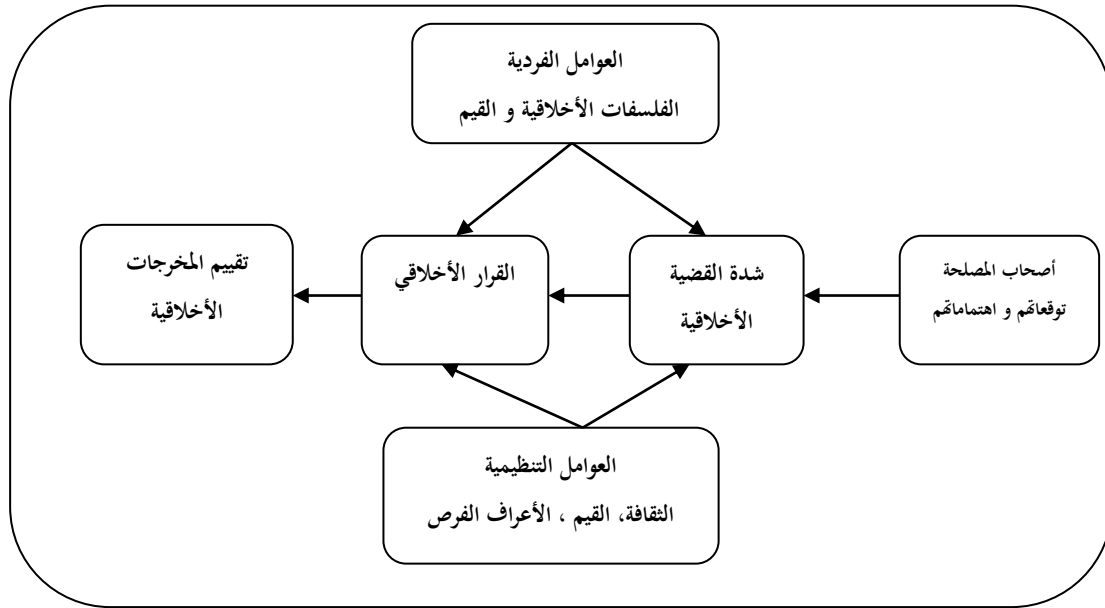 العوامل الفردية
الفلسفات الأخلاقية و القيم
أصحاب المصلحة
توقعاتهم و اهتماماتهم
شدة القضية
الأخلاقية
القرار الأخلاقي
تقييم المخرجات
الأخلاقية
العوامل التنظيمية
الثقافة، القيم ، الأعراف الفرص